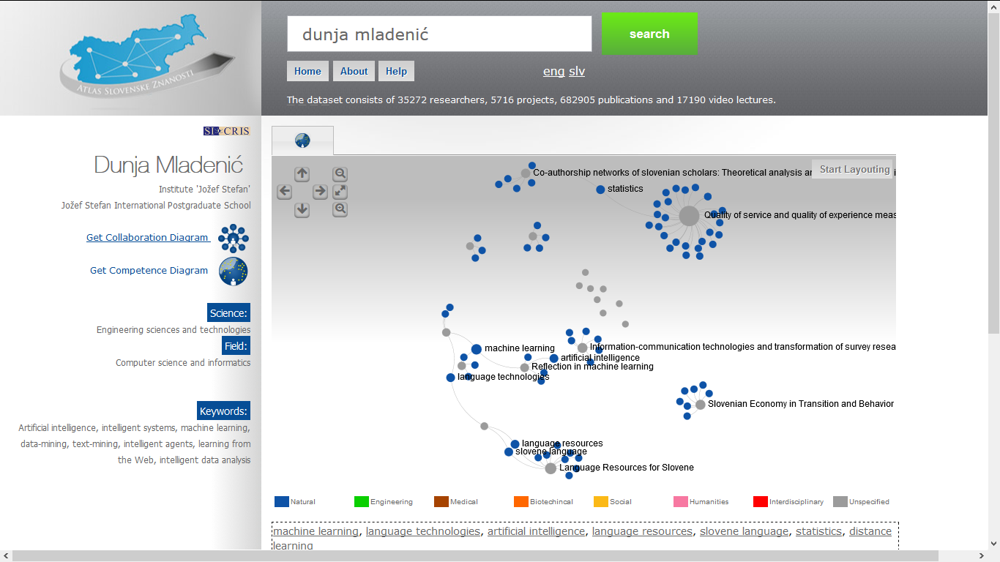 ATLAS SLOVENSKE ZNANOSTI
dunja mladenić
search
Home
About
Help
eng slv
The dataset consists of 35272 researchers, 5716 projects, 682905 publications and 17190 video lectures.
SICRIS
Dunja Mladenić
Institute 'Jožef Stefan'
Jožef Stefan International Postgraduate School
Get Collaboration Diagram
Get Competence Diagram
Science:
Engineering sciences and technologies
Field:
Computer science and informatics
Keywords:
Artificial intelligence, intelligent systems, machine learning,
data-mining, text-mining, intelligent agents, learning from
the Web, intelligent data analysis
Start Layouting
Co-authorship networks of slovenian scholars: Theoretical analysis
statistics
Quality of service and quality of experience meas
machine learning
Information-communication technologies and transformation of survey resea
artificial intelligence
Reflection in machine learning
language technologies
Slovenian Economy in Transition and Behavior
language resources
slovene language
Language Resources for Slovene
Natural
Engineering
Medical
Biotechincal
Social
Humanities
Interdisciplinary
Unspecified
machine learning, language technologies, artificial intelligence, language resources, slovene language, statistics, distance
learning